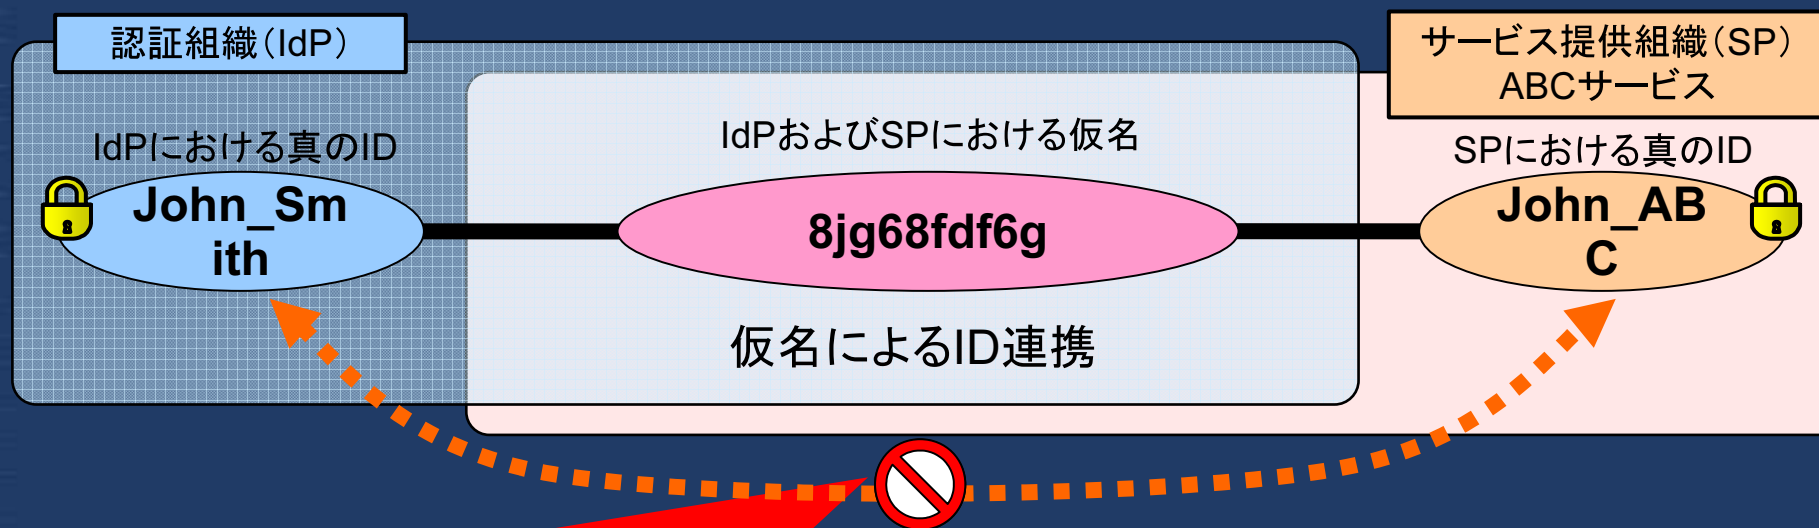 認証組織（IdP）
サービス提供組織（SP）
ABCサービス
IdPにおける真のID
IdPおよびSPにおける仮名
SPにおける真のID
John_Sm
ith
8jg68fdf6g
John_AB
C
仮名によるID連携